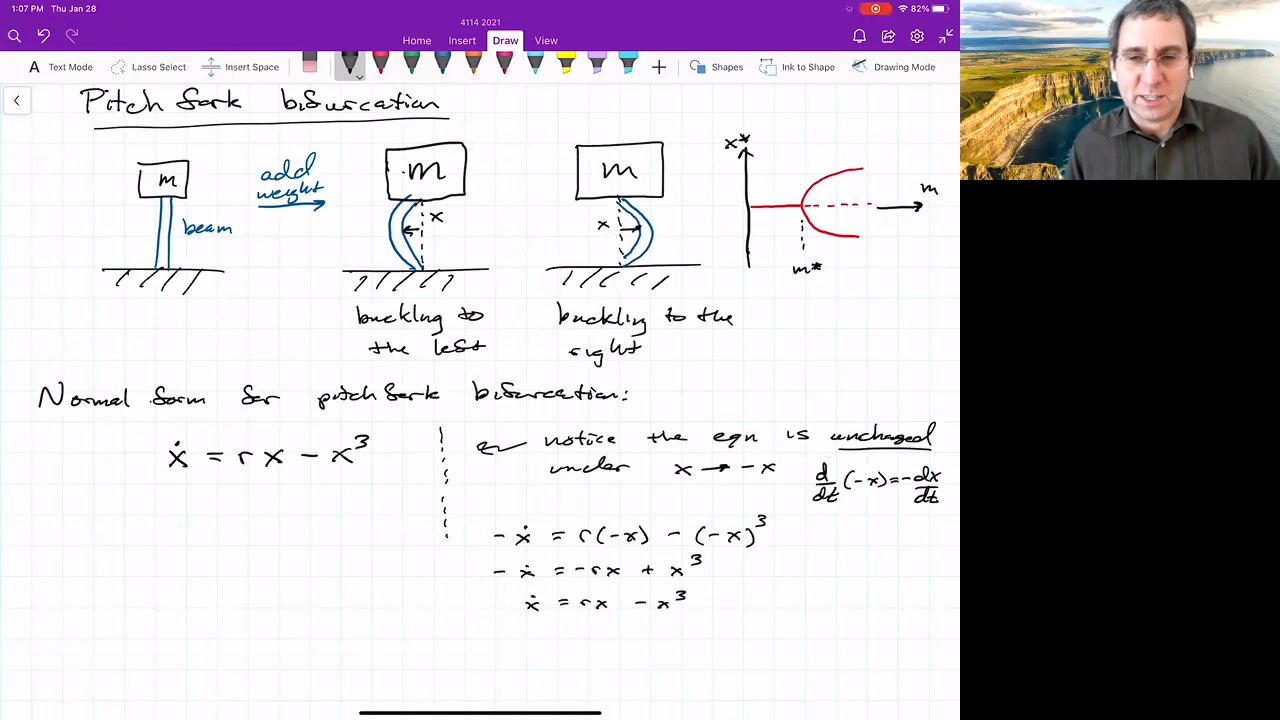 1:07 PM Thu Jan 28
82%
4114 2021
Home Insert Draw View
Text Mode Lasso Select Insert Space Shapes Ink to Shape Drawing Mode
Pitchfork bifurcation
m
beam
add
weight
m
x
buckling to
the left
m
x
buckling to the
right
x*
m
m*
Normal form for pitchfork bifurcation:
ẋ = rx - x³
notice the eqn is unchaged
under x → -x
d/dt (-x) = -dx/dt
-ẋ = r(-x) - (-x)³
-ẋ = -rx + x³
ẋ = rx - x³